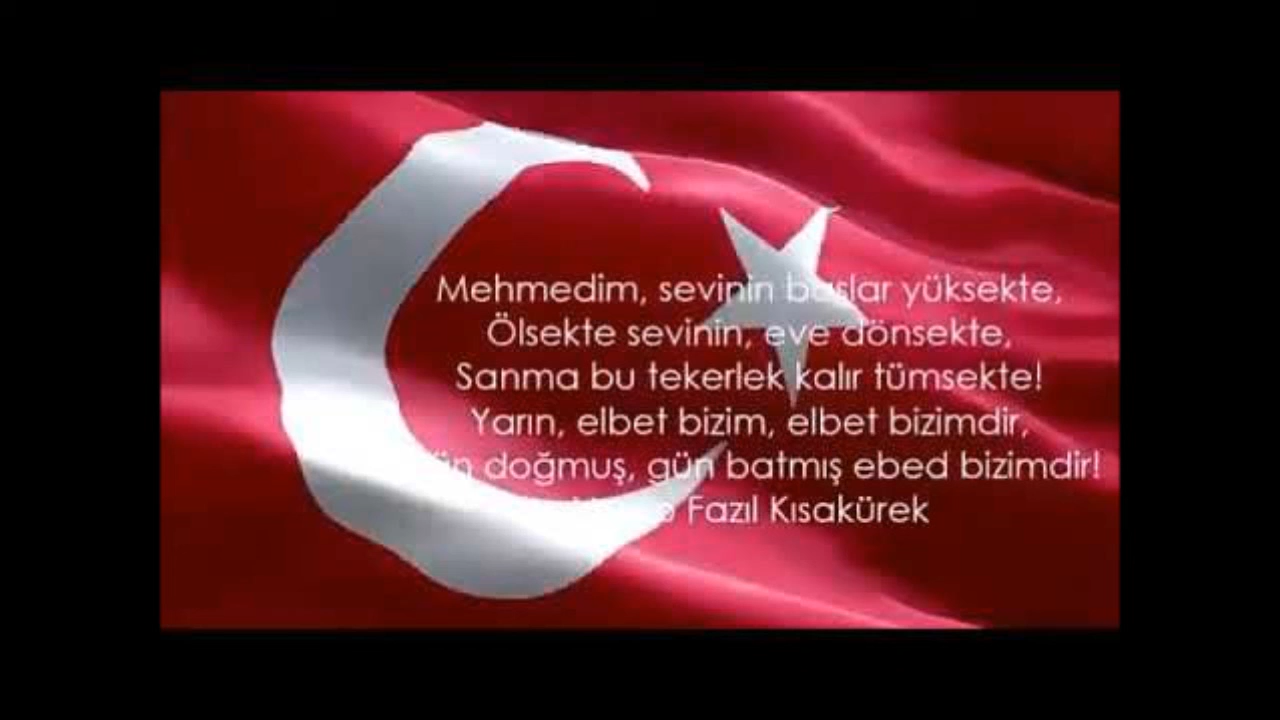 Mehmedim, sevinin başlar yüksekte,
Ölsekte sevinin, eve dönsekte,
Sanma bu tekerlek kalır tümsekte!
Yarın, elbet bizim, elbet bizimdir,
doğmuş, gün batmış ebed bizimdir!
Fazıl Kısakürek